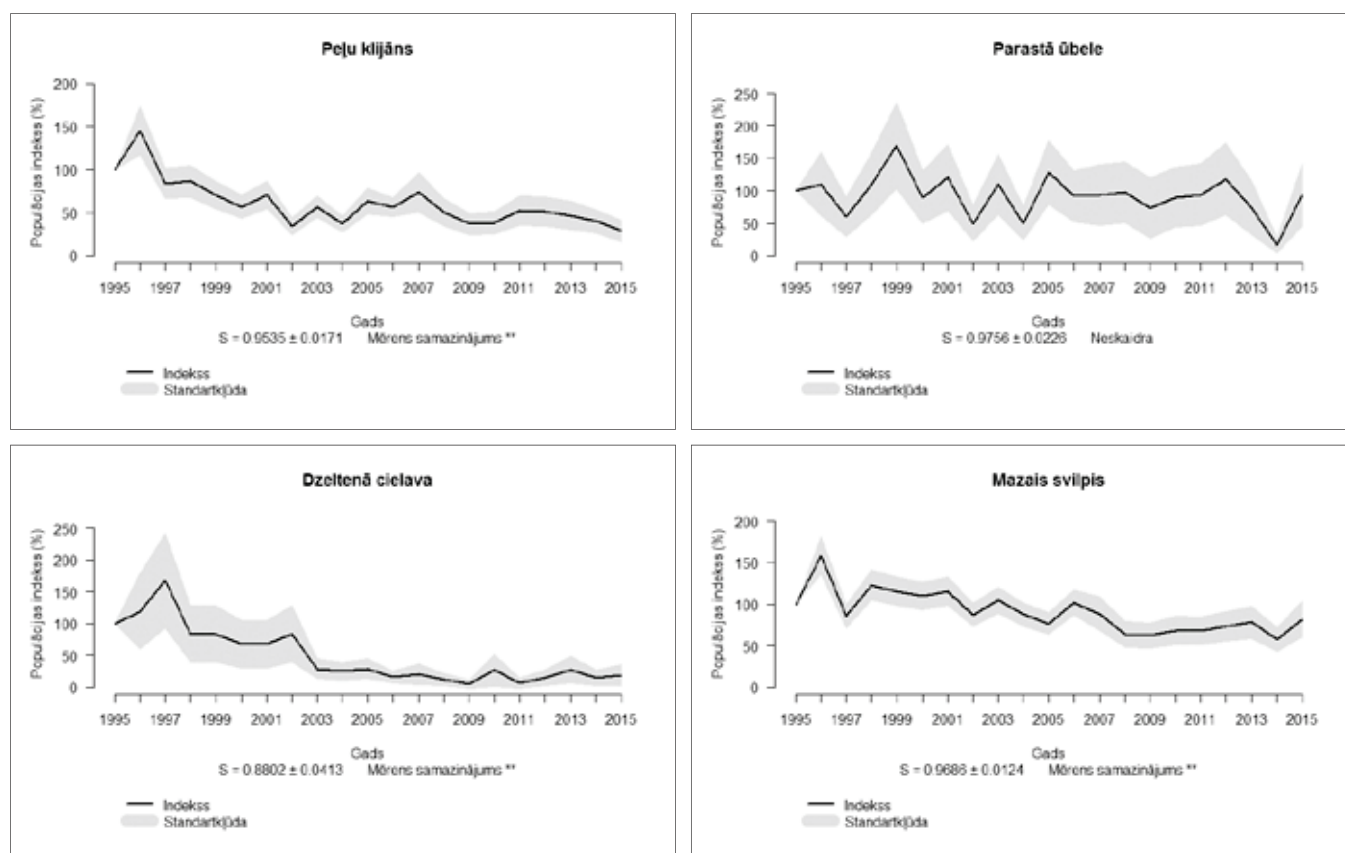 Peļu klijāns
Populācijas indekss (%)
200
150
100
50
0
1995 1997 1999 2001 2003 2005 2007 2009 2011 2013 2015
Gads
S = 0.9535 ± 0.0171 Mērens samazinājums **
Indekss
Standartkļūda
Parastā ūbele
Populācijas indekss (%)
250
200
150
100
50
0
1995 1997 1999 2001 2003 2005 2007 2009 2011 2013 2015
Gads
S = 0.9756 ± 0.0226 Neskaidra
Indekss
Standartkļūda
Dzeltenā cielava
Populācijas indekss (%)
250
200
150
100
50
0
1995 1997 1999 2001 2003 2005 2007 2009 2011 2013 2015
Gads
S = 0.8802 ± 0.0413 Mērens samazinājums **
Indekss
Standartkļūda
Mazais svilpis
Populācijas indekss (%)
200
150
100
50
0
1995 1997 1999 2001 2003 2005 2007 2009 2011 2013 2015
Gads
S = 0.9686 ± 0.0124 Mērens samazinājums **
Indekss
Standartkļūda